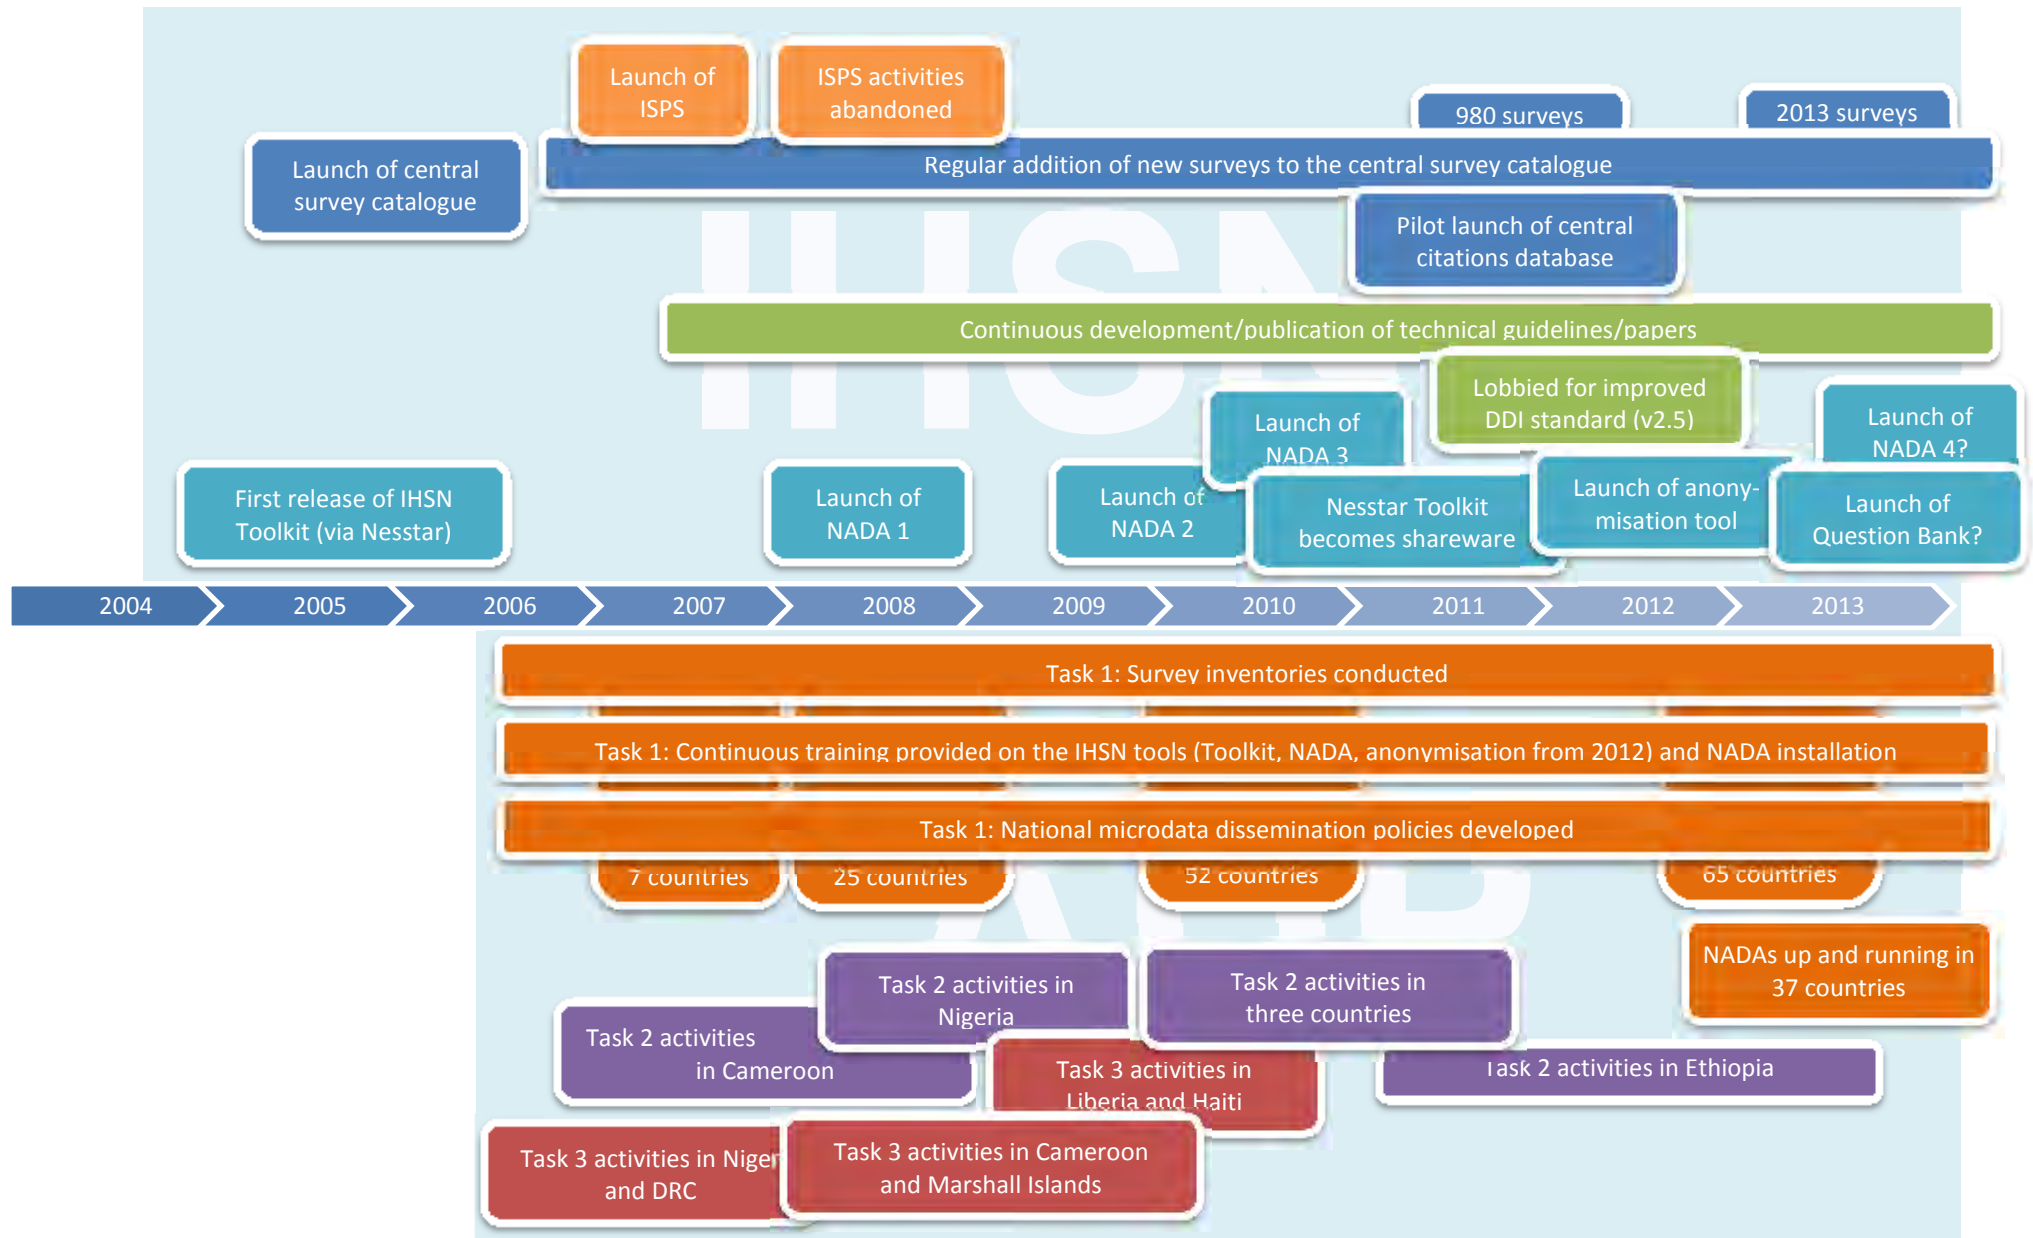 Launch of
ISPS
ISPS activities
abandoned
980 surveys
2013 surveys
Launch of central
survey catalogue
Regular addition of new surveys to the central survey catalogue
Pilot launch of central
citations database
IHSN
Continuous development/publication of technical guidelines/papers
Lobbied for improved
DDI standard (v2.5)
Launch of
NADA 3
Launch of
NADA 4?
First release of IHSN
Toolkit (via Nesstar)
Launch of
NADA 1
Launch of
NADA 2
Nesstar Toolkit
becomes shareware
Launch of anony-
misation tool
Launch of
Question Bank?
2004 2005 2006 2007 2008 2009 2010 2011 2012 2013
Task 1: Survey inventories conducted
Task 1: Continuous training provided on the IHSN tools (Toolkit, NADA, anonymisation from 2012) and NADA installation
Task 1: National microdata dissemination policies developed
7 countries
25 countries
52 countries
65 countries
NADAs up and running in
37 countries
Task 2 activities in
Nigeria
Task 2 activities in
three countries
Task 2 activities
in Cameroon
Task 3 activities in
Liberia and Haiti
Task 2 activities in Ethiopia
Task 3 activities in Niger
and DRC
Task 3 activities in Cameroon
and Marshall Islands